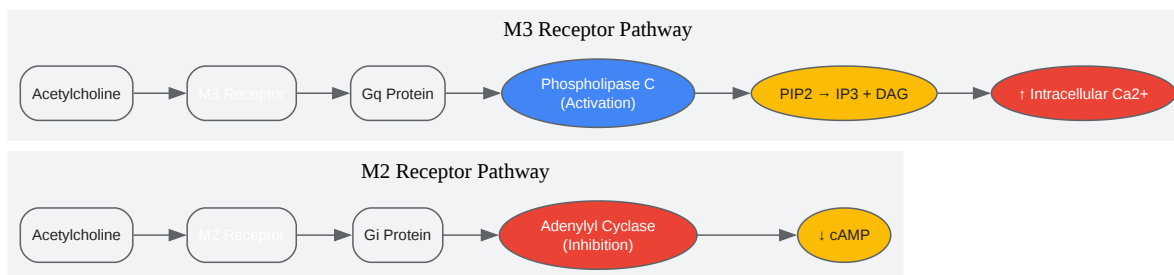 M3 Receptor Pathway
Acetylcholine
M3 Receptor
Gq Protein
Phospholipase C
(Activation)
PIP2 → IP3 + DAG
↑ Intracellular Ca2+
M2 Receptor Pathway
Acetylcholine
M2 Receptor
Gi Protein
Adenylyl Cyclase
(Inhibition)
↓ cAMP